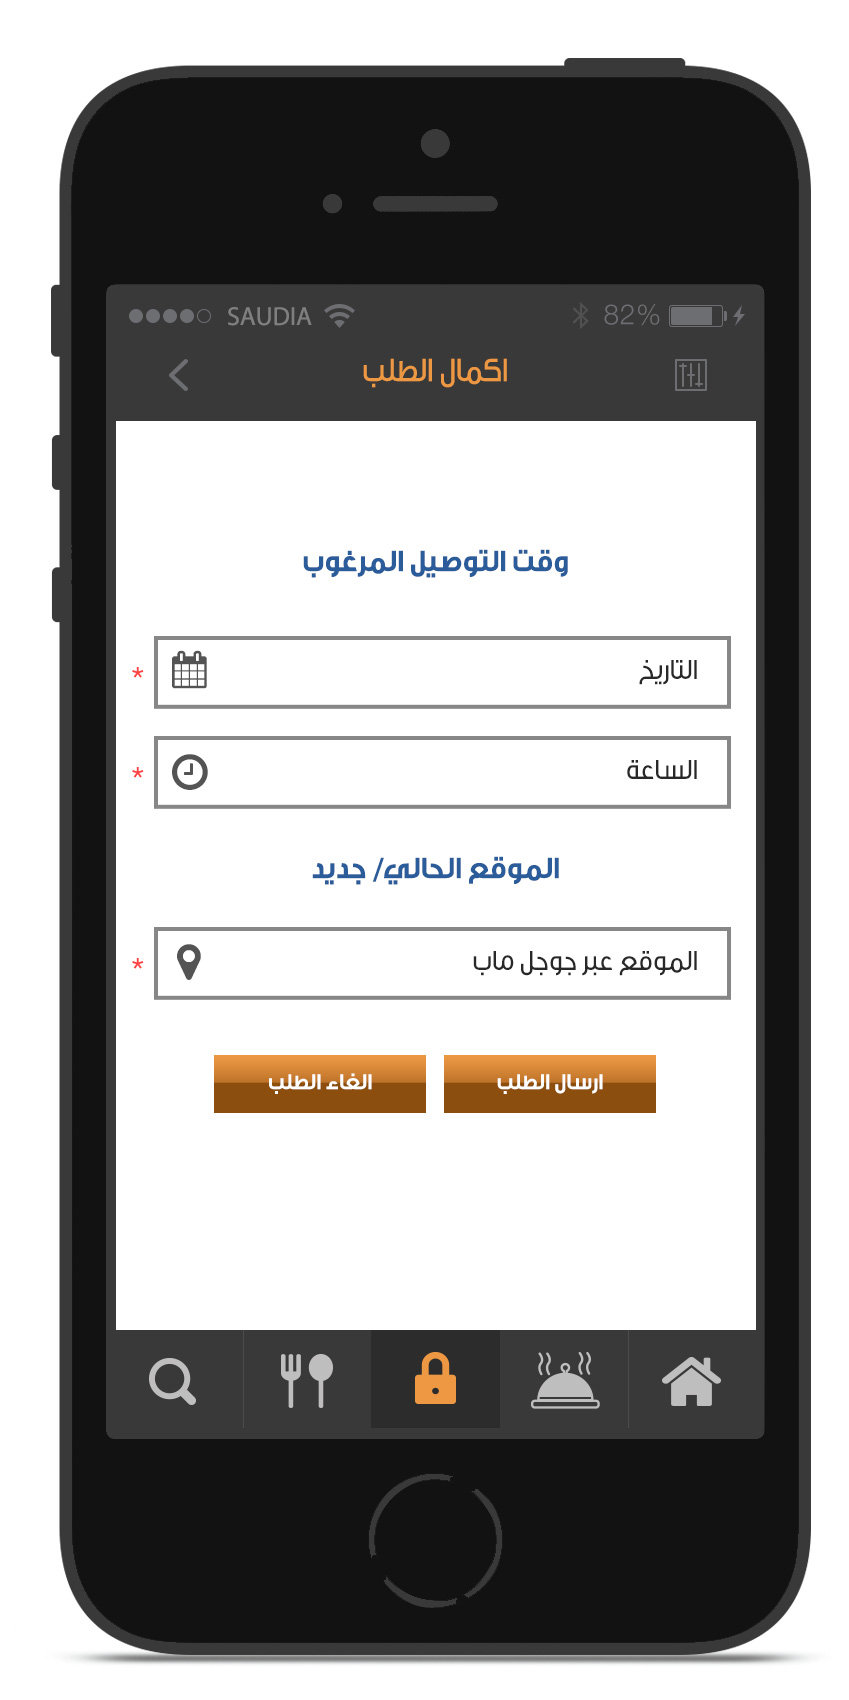 SAUDIA 82%
اكمال الطلب
وقت التوصيل المرغوب
التاريخ
*
الساعة
*
الموقع الحالي/ جديد
الموقع عبر جوجل ماب
*
ارسال الطلب
الغاء الطلب